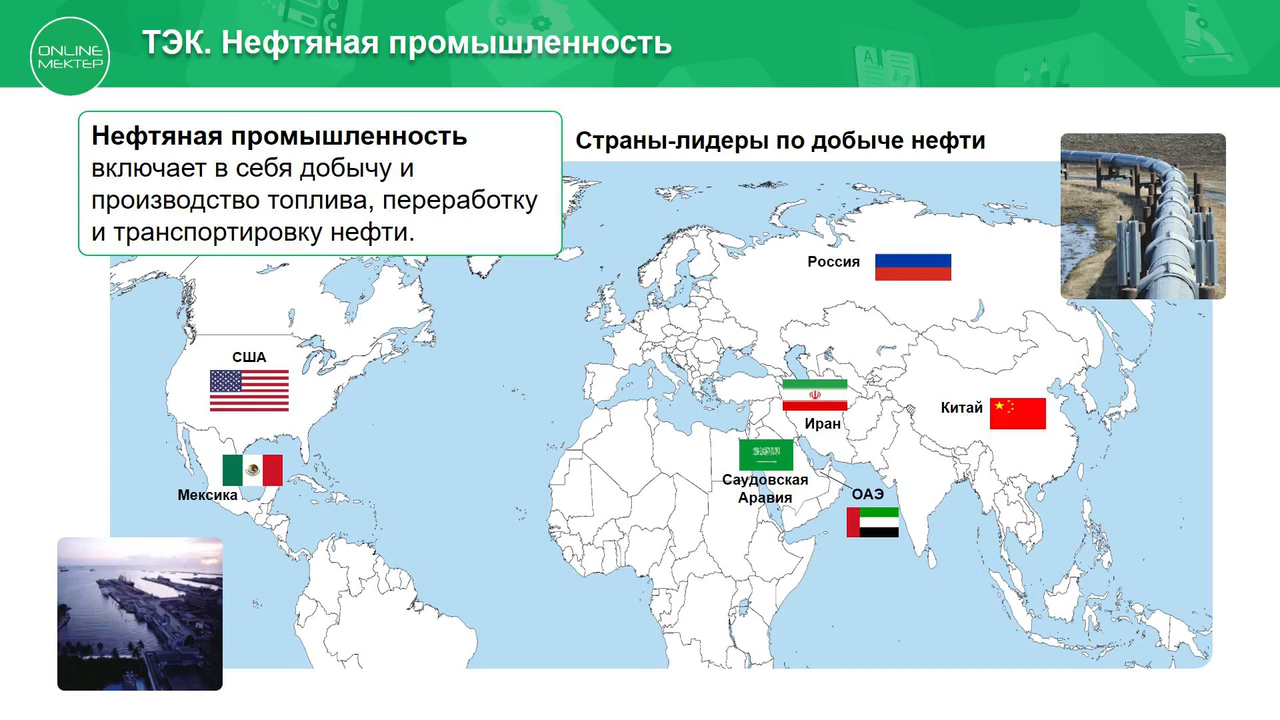 ONLINE
МЕКТЕР
ТЭК. Нефтяная промышленность
Нефтяная промышленность
включает в себя добычу и
производство топлива, переработку
и транспортировку нефти.
Страны-лидеры по добыче нефти
Россия
США
Китай
Иран
Саудовская
Аравия
ОАЭ
Мексика